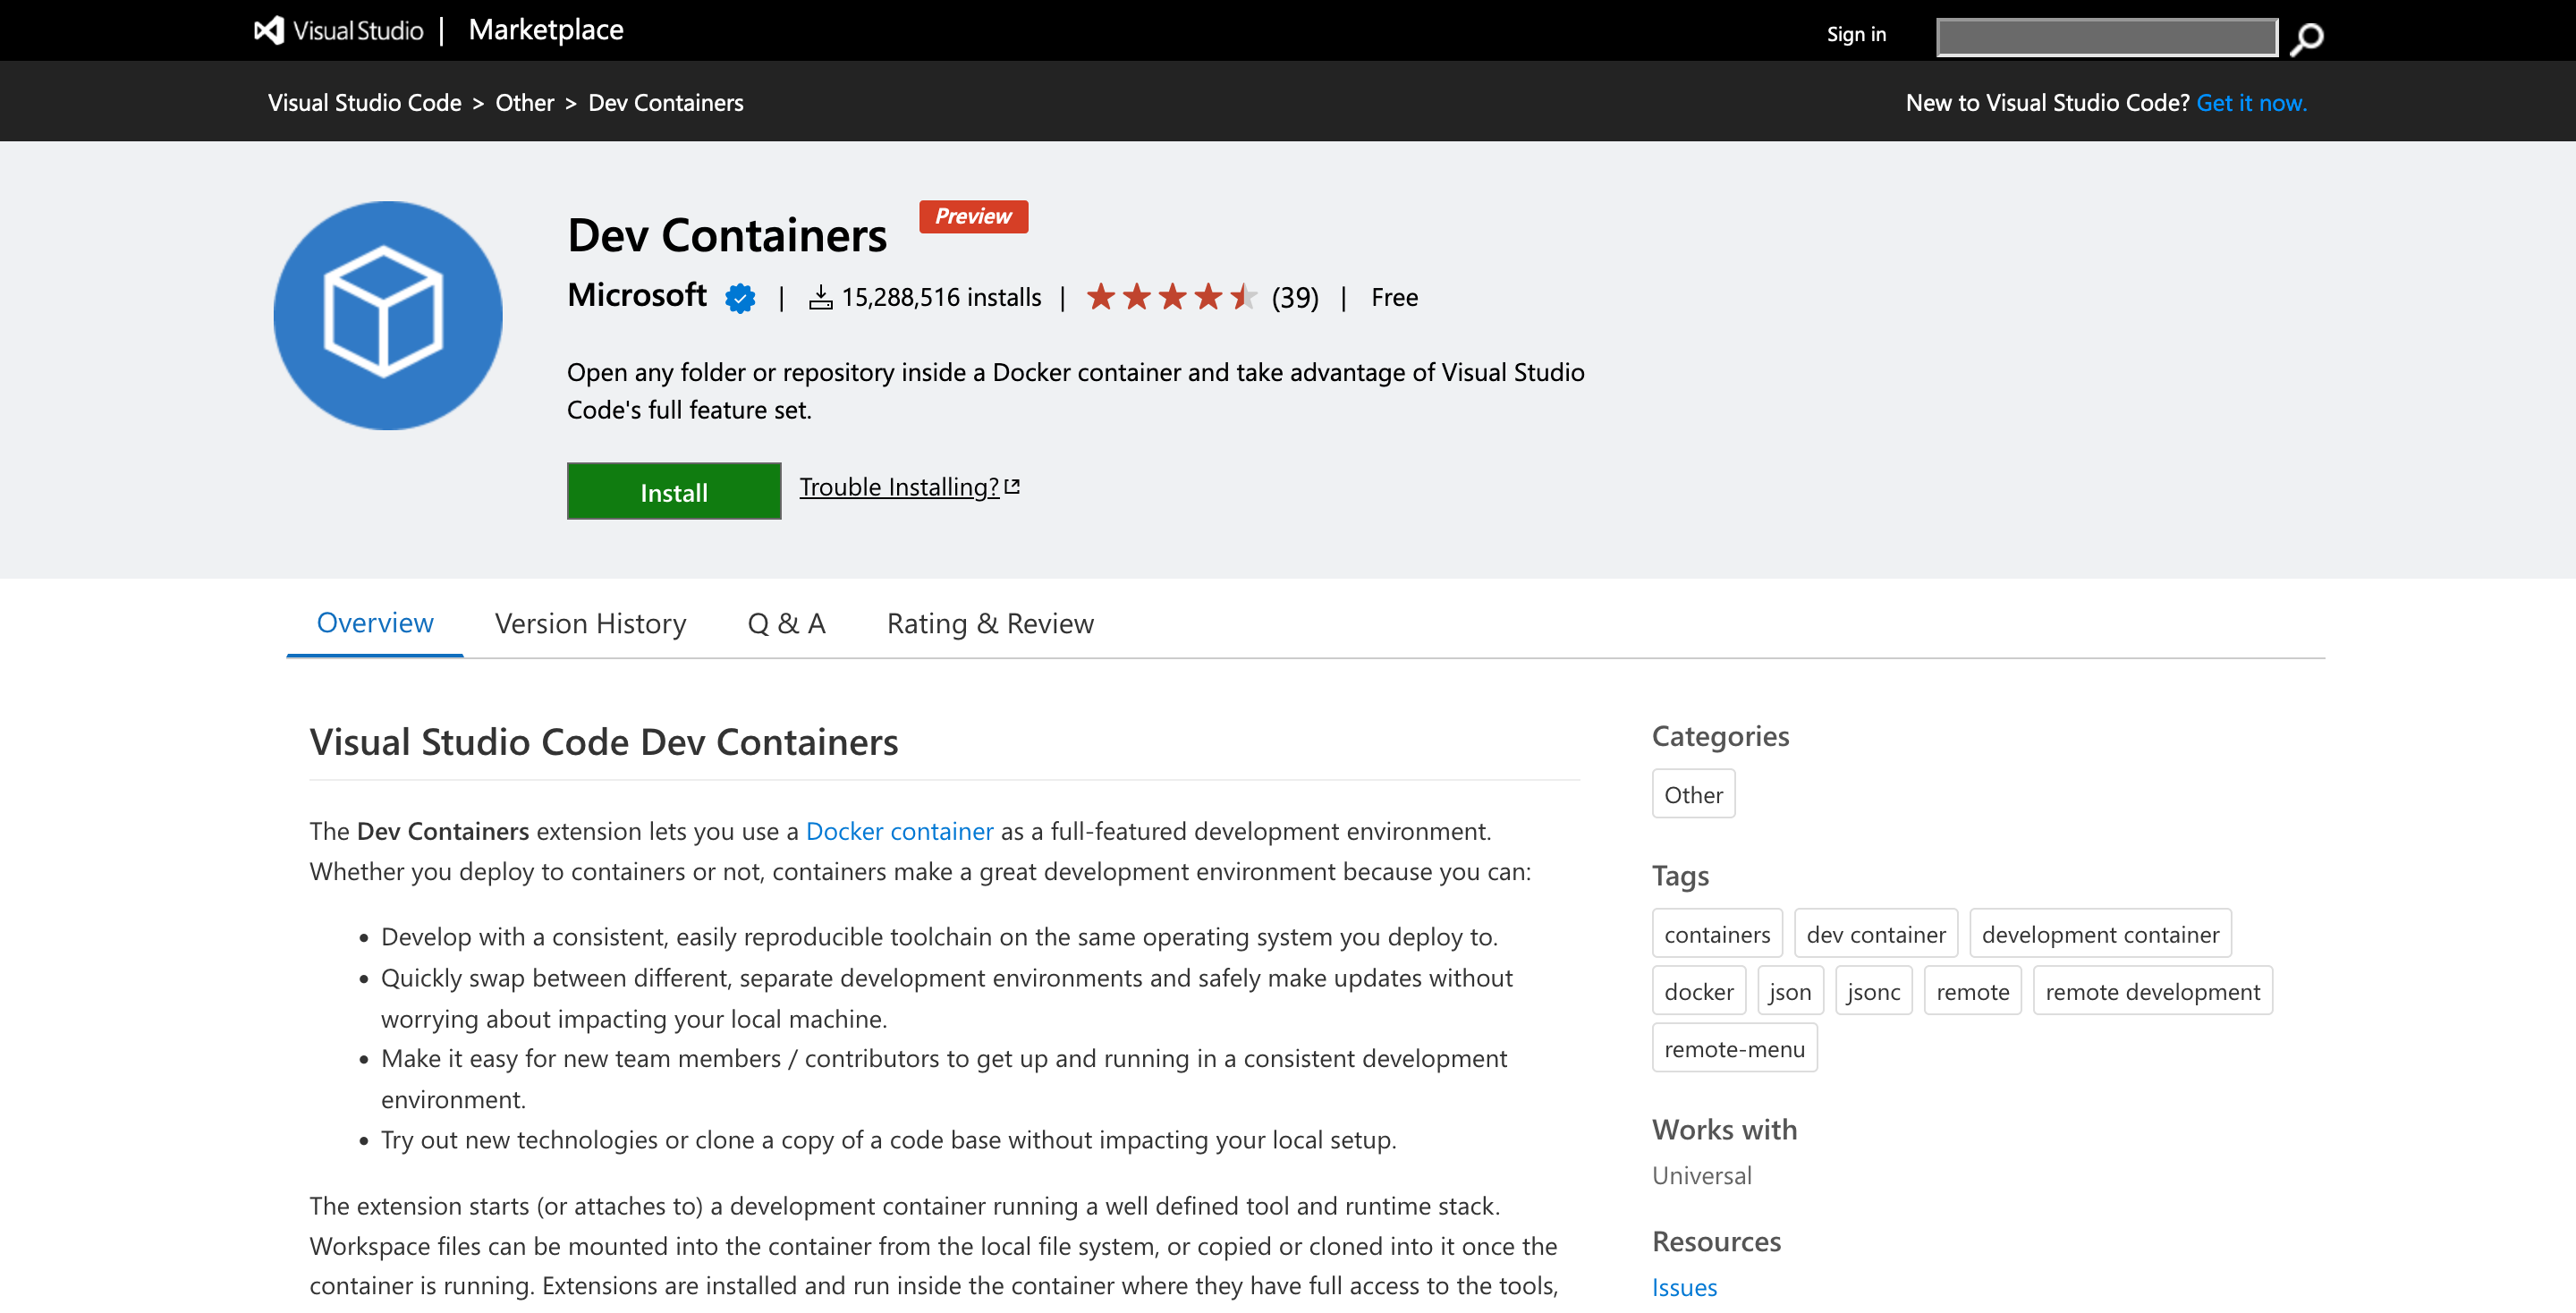 Visual Studio | Marketplace
Sign in
Visual Studio Code > Other > Dev Containers
New to Visual Studio Code? Get it now.
Dev Containers
Preview
Microsoft | 15,288,516 installs | (39) | Free
Open any folder or repository inside a Docker container and take advantage of Visual Studio
Code's full feature set.
Install
Trouble Installing?
Overview
Version History
Q & A
Rating & Review
Visual Studio Code Dev Containers
The Dev Containers extension lets you use a Docker container as a full-featured development environment.
Whether you deploy to containers or not, containers make a great development environment because you can:
• Develop with a consistent, easily reproducible toolchain on the same operating system you deploy to.
• Quickly swap between different, separate development environments and safely make updates without
worrying about impacting your local machine.
• Make it easy for new team members / contributors to get up and running in a consistent development
environment.
• Try out new technologies or clone a copy of a code base without impacting your local setup.
The extension starts (or attaches to) a development container running a well defined tool and runtime stack.
Workspace files can be mounted into the container from the local file system, or copied or cloned into it once the
container is running. Extensions are installed and run inside the container where they have full access to the tools,
Categories
Other
Tags
containers
dev container
development container
docker
json
jsonc
remote
remote development
remote-menu
Works with
Universal
Resources
Issues